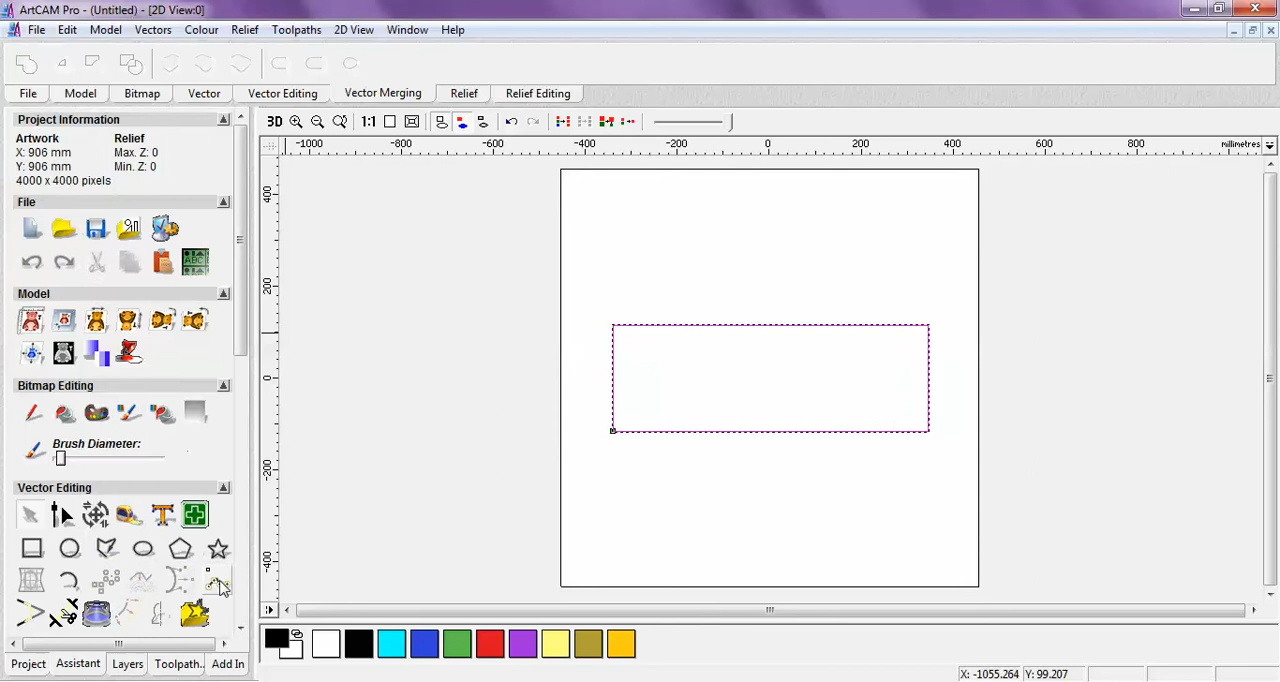 ArtCAM Pro - (Untitled) - [2D View:0]
File Edit Model Vectors Colour Relief Toolpaths 2D View Window Help
File Model Bitmap Vector Vector Editing Vector Merging Relief Relief Editing
Project Information
Artwork Relief
X: 906 mm Max. Z: 0
Y: 906 mm Min. Z: 0
4000 x 4000 pixels
File
Model
Bitmap Editing
Brush Diameter:
Vector Editing
3D 1:1
-1000 -800 -600 -400 -200 0 200 400 600 800 millimetres
400
200
0
-200
-400
Project Assistant Layers Toolpath... Add In
X: -1055.264 Y: 99.207